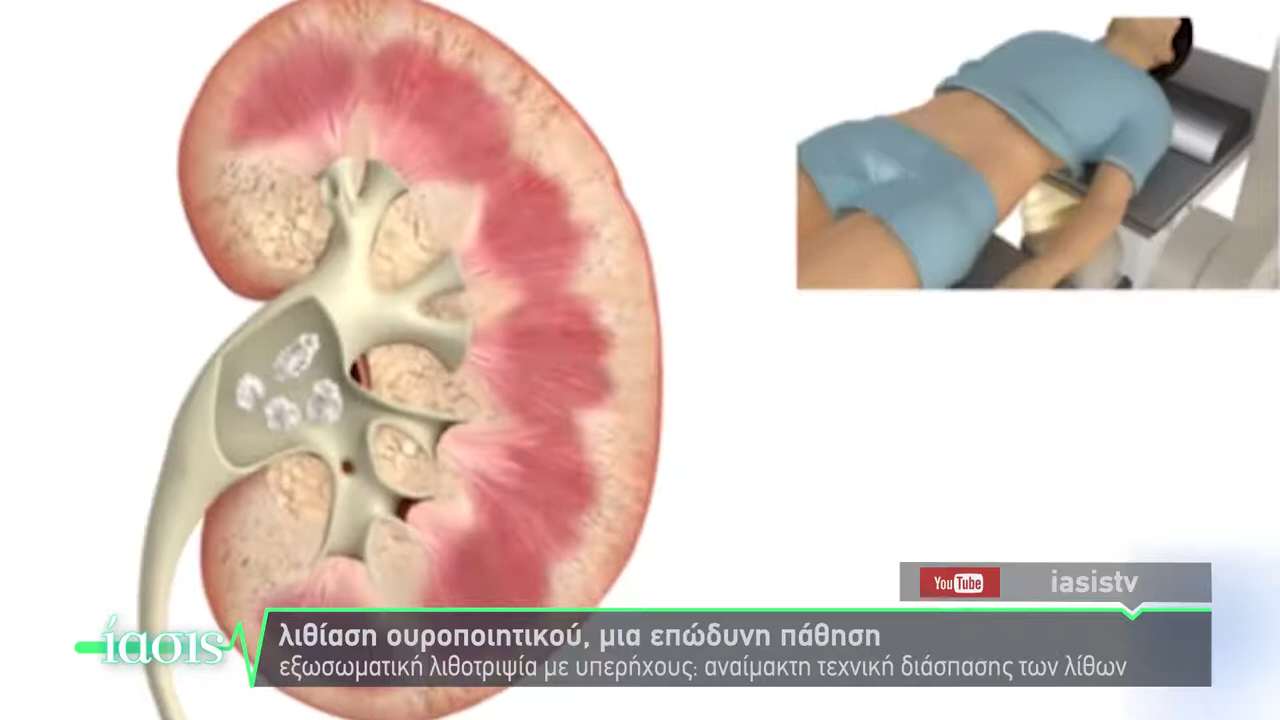 YouTube iasistv
ίασις
λιθίαση ουροποιητικού, μια επώδυνη πάθηση
εξωσωματική λιθοτριψία με υπερήχους: αναίμακτη τεχνική διάσπασης των λίθων